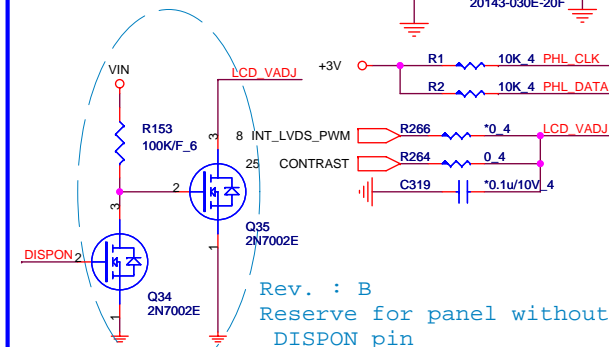 20143-030E-20F
VIN
LCD_VADJ
+3V
R1
10K_4
PHL_CLK
R2
10K_4
PHL_DATA
R153
100K/F_6
3
8
INT_LVDS_PWM
R266
*0_4
LCD_VADJ
25
CONTRAST
R264
0_4
2
C319
*0.1u/10V_4
3
1
Q35
2N7002E
DISPON
2
Q34
2N7002E
1
Rev. : B
Reserve for panel without
DISPON pin